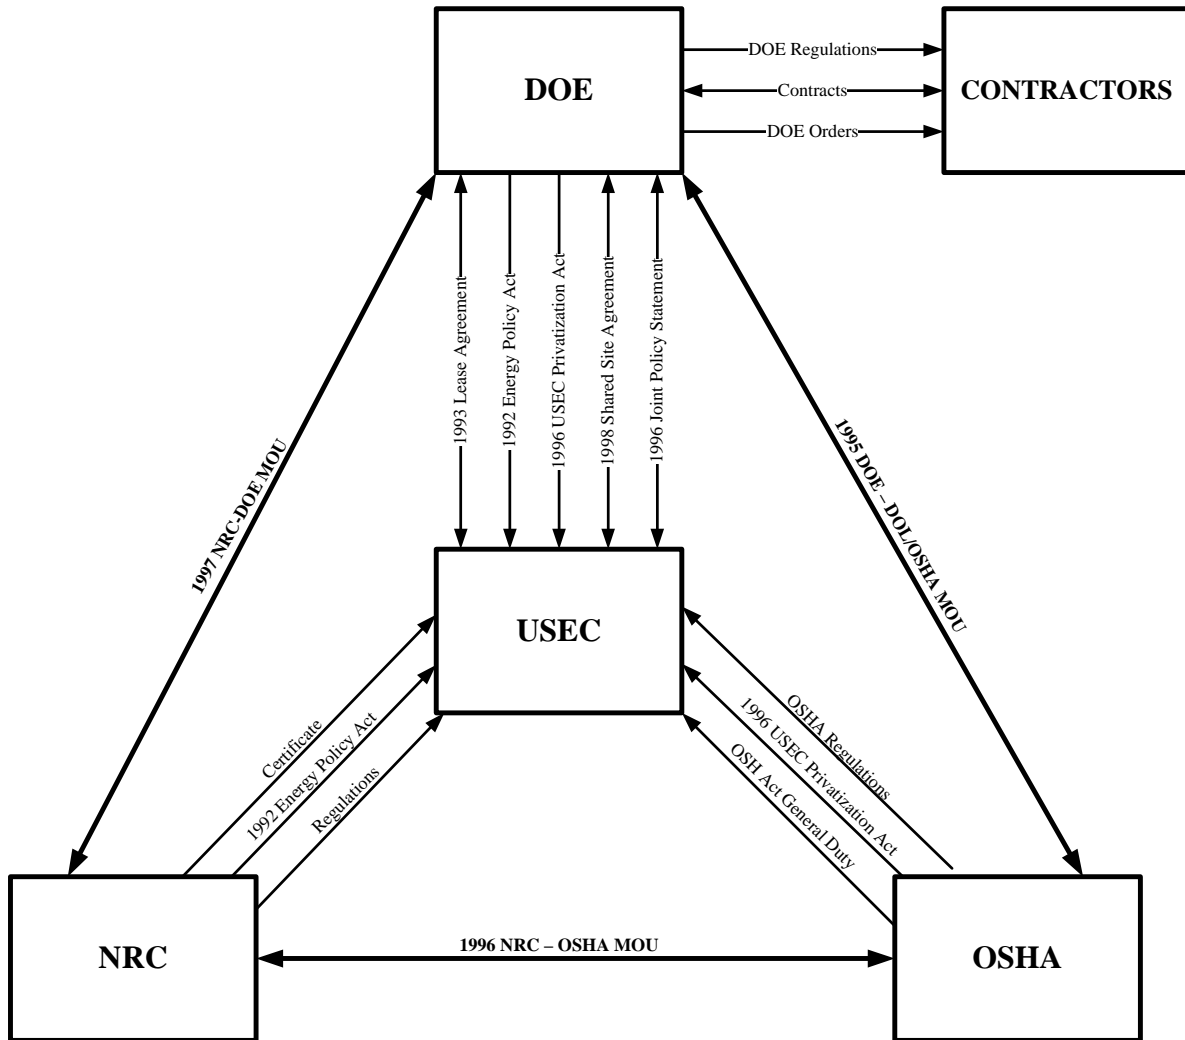 DOE
DOE Regulations
Contracts
DOE Orders
CONTRACTORS
1993 Lease Agreement
1992 Energy Policy Act
1996 USEC Privatization Act
1998 Shared Site Agreement
1996 Joint Policy Statement
1997 NRC-DOE MOU
1995 DOE – DOL/OSHA MOU
USEC
Certificate
1992 Energy Policy Act
Regulations
OSHA Regulations
1996 USEC Privatization Act
OSH Act General Duty
NRC
1996 NRC – OSHA MOU
OSHA